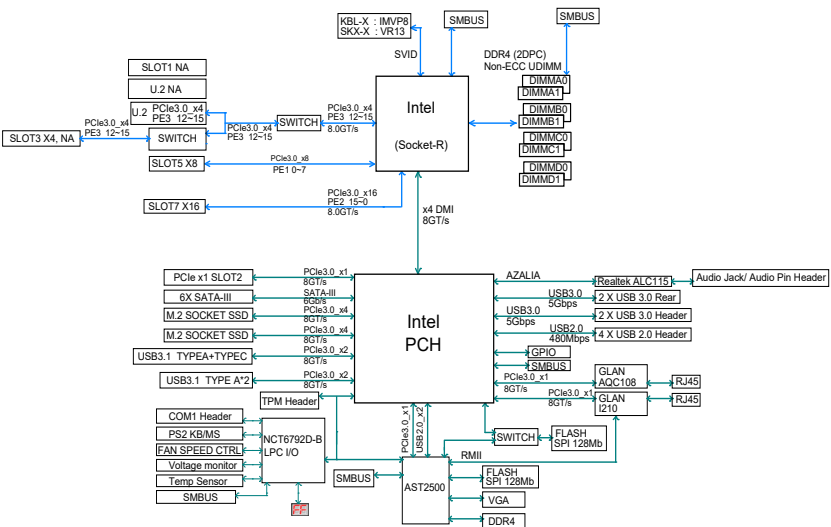 KBL-X : IMVP8
SKX-X : VR13
SMBUS
SMBUS
SVID
DDR4 (2DPC)
Non-ECC UDIMM
SLOT1 NA
U.2 NA
U.2 PCIe3.0_x4
PE3 12~15
PCIe3.0_x4
PE3 12~15
SLOT3 X4, NA
SWITCH
PCIe3.0_x4
PE3 12~15
SWITCH
PCIe3.0_x4
PE3 12~15
8.0GT/s
Intel
(Socket-R)
DIMMA0
DIMMA1
DIMMB0
DIMMB1
DIMMC0
DIMMC1
DIMMD0
DIMMD1
SLOT5 X8
PCIe3.0_x8
PE1 0~7
SLOT7 X16
PCIe3.0_x16
PE2 15~0
8.0GT/s
x4 DMI
8GT/s
PCIe x1 SLOT2
PCIe3.0_x1
8GT/s
6X SATA-III
SATA-III
6Gb/s
M.2 SOCKET SSD
PCIe3.0_x4
8GT/s
M.2 SOCKET SSD
PCIe3.0_x4
8GT/s
USB3.1 TYPEA+TYPEC
PCIe3.0_x2
8GT/s
USB3.1 TYPE A*2
PCIe3.0_x2
8GT/s
Intel
PCH
AZALIA
Realtek ALC115
Audio Jack/ Audio Pin Header
USB3.0
5Gbps
2 X USB 3.0 Rear
USB3.0
5Gbps
2 X USB 3.0 Header
USB2.0
480Mbps
4 X USB 2.0 Header
GPIO
SMBUS
PCIe3.0_x1
8GT/s
GLAN
AQC108
RJ45
PCIe3.0_x1
8GT/s
GLAN
I210
RJ45
TPM Header
PCIe3.0_x1
USB2.0_x2
COM1 Header
PS2 KB/MS
FAN SPEED CTRL
Voltage monitor
Temp Sensor
SMBUS
NCT6792D-B
LPC I/O
FF
SMBUS
AST2500
SWITCH
FLASH
SPI 128Mb
RMII
FLASH
SPI 128Mb
VGA
DDR4